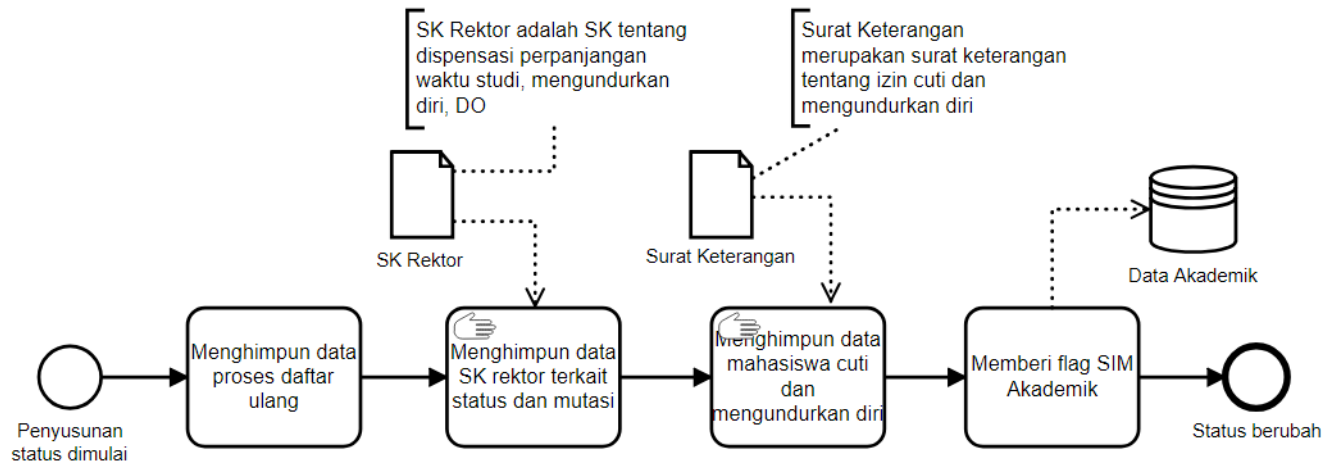 SK Rektor adalah SK tentang
dispensasi perpanjangan
waktu studi, mengundurkan
diri, DO
Surat Keterangan
merupakan surat keterangan
tentang izin cuti dan
mengundurkan diri
SK Rektor
Surat Keterangan
Data Akademik
Penyusunan
status dimulai
Menghimpun data
proses daftar
ulang
Menghimpun data
SK rektor terkait
status dan mutasi
Menghimpun data
mahasiswa cuti
dan
mengundurkan diri
Memberi flag SIM
Akademik
Status berubah